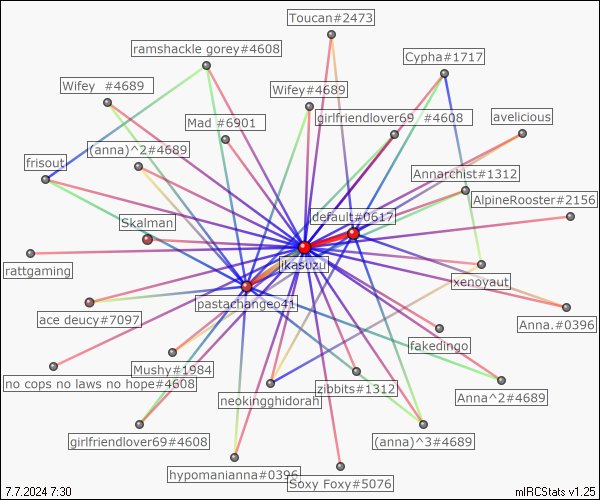 Toucan#2473
ramshackle gorey#4608
Cypha#1717
Wifey_#4689
Wifey#4689
girlfriendlover69_#4608
avelicious
Mad #6901
(anna)^2#4689
frisout
Annarchist#1312
AlpineRooster#2156
default#0617
Skalman
ikasuzu
rattgaming
xenoyaut
pastachangeo41
ace deucy#7097
Anna.#0396
fakedingo
Mushy#1984
no cops no laws no hope#4608
zibbits#1312
Anna^2#4689
neokingghidorah
girlfriendlover69#4608
(anna)^3#4689
hypomanianna#0396
Soxy Foxy#5076
7.7.2024 7:30
mIRCStats v1.25